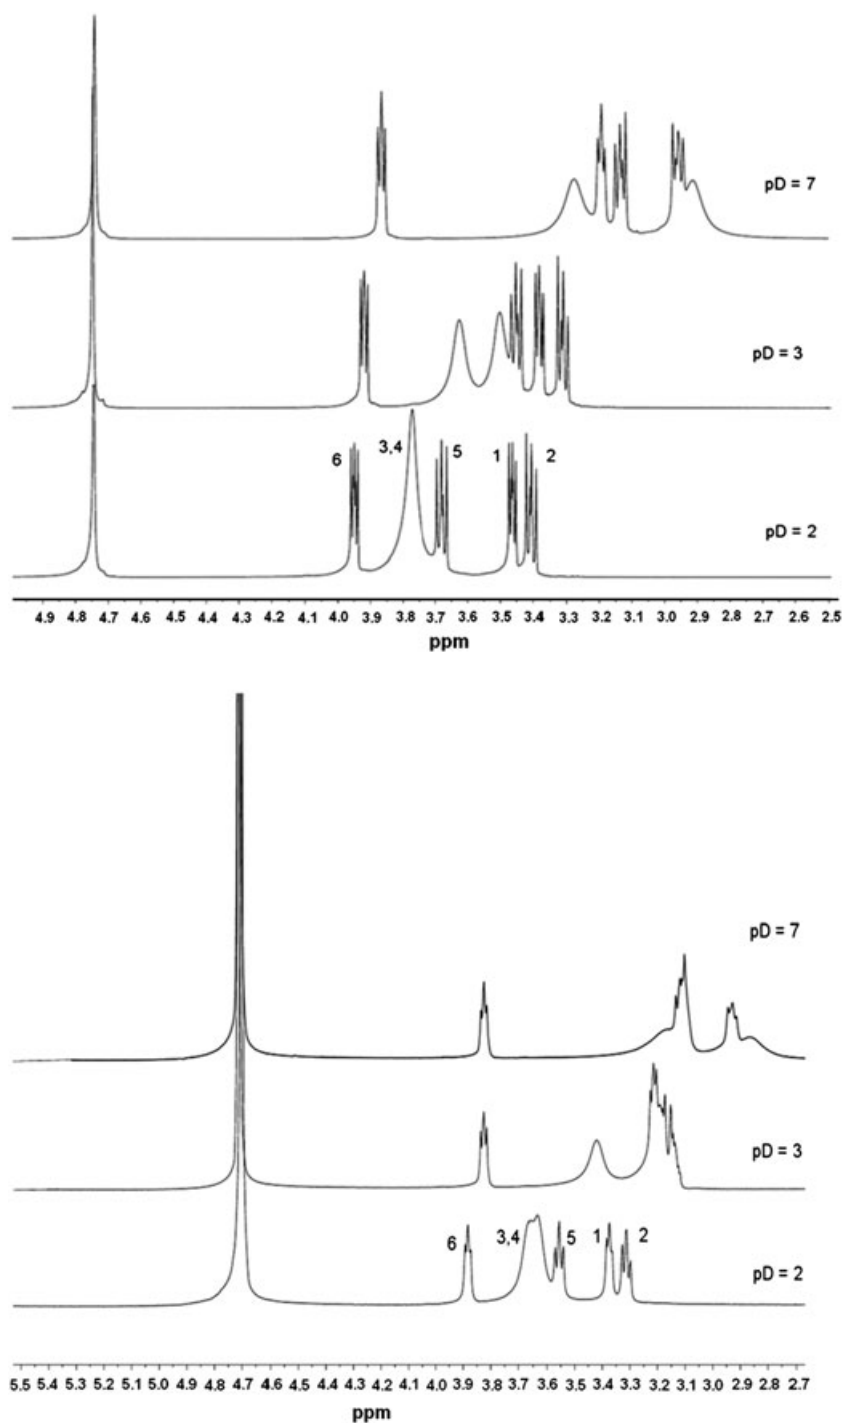 pD = 7
pD = 3
6 3,4 5 1 2
pD = 2
4.9 4.8 4.7 4.6 4.5 4.4 4.3 4.2 4.1 4.0 3.9 3.8 3.7 3.6 3.5 3.4 3.3 3.2 3.1 3.0 2.9 2.8 2.7 2.6 2.5
ppm
pD = 7
pD = 3
6 3,4 5 1 2
pD = 2
5.5 5.4 5.3 5.2 5.1 5.0 4.9 4.8 4.7 4.6 4.5 4.4 4.3 4.2 4.1 4.0 3.9 3.8 3.7 3.6 3.5 3.4 3.3 3.2 3.1 3.0 2.9 2.8 2.7
ppm